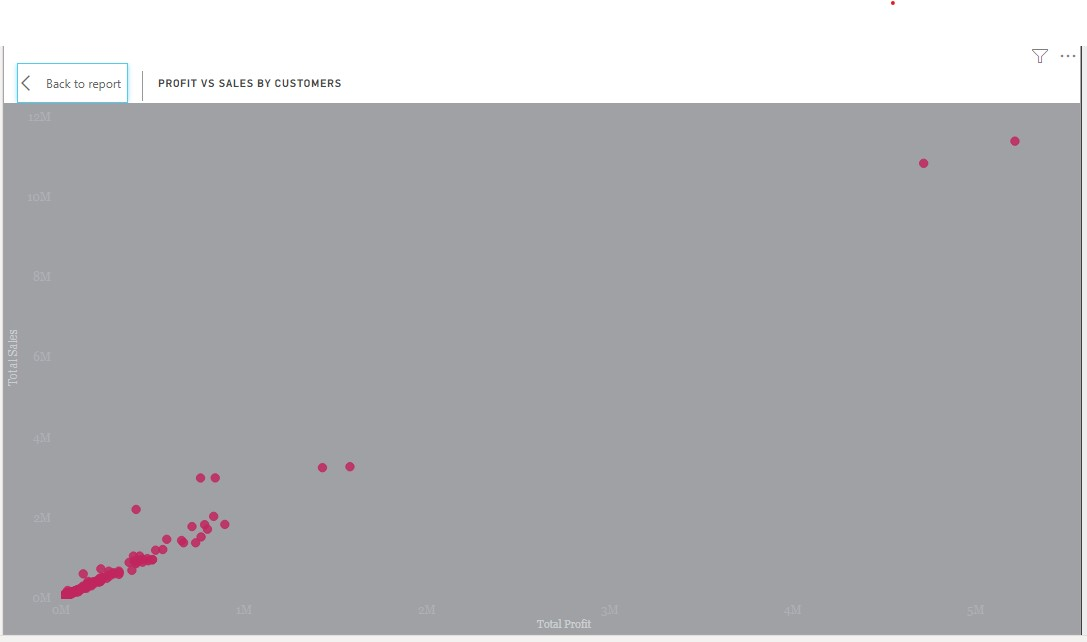 Back to report
PROFIT VS SALES BY CUSTOMERS
12M
10M
8M
6M
4M
2M
0M
Total Sales
0M 1M 2M 3M 4M 5M
Total Profit